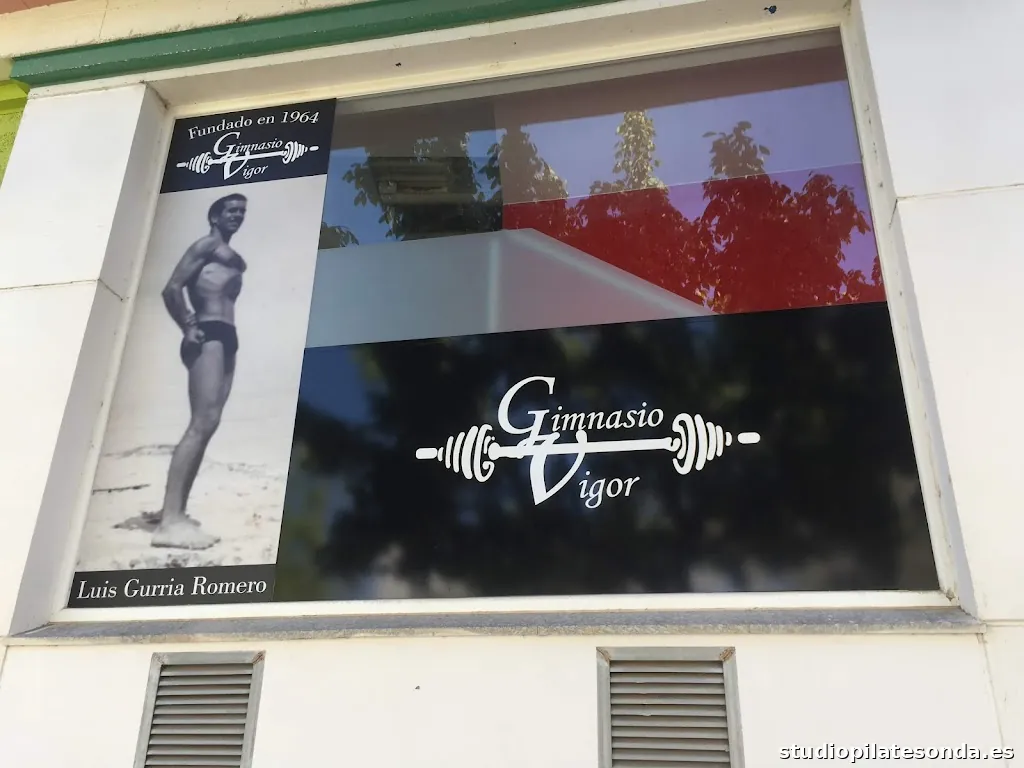 Fundado en 1964
Gimnasio
Vigor
Gimnasio
Vigor
Luis Gurria Romero
studiopilatesonda.es